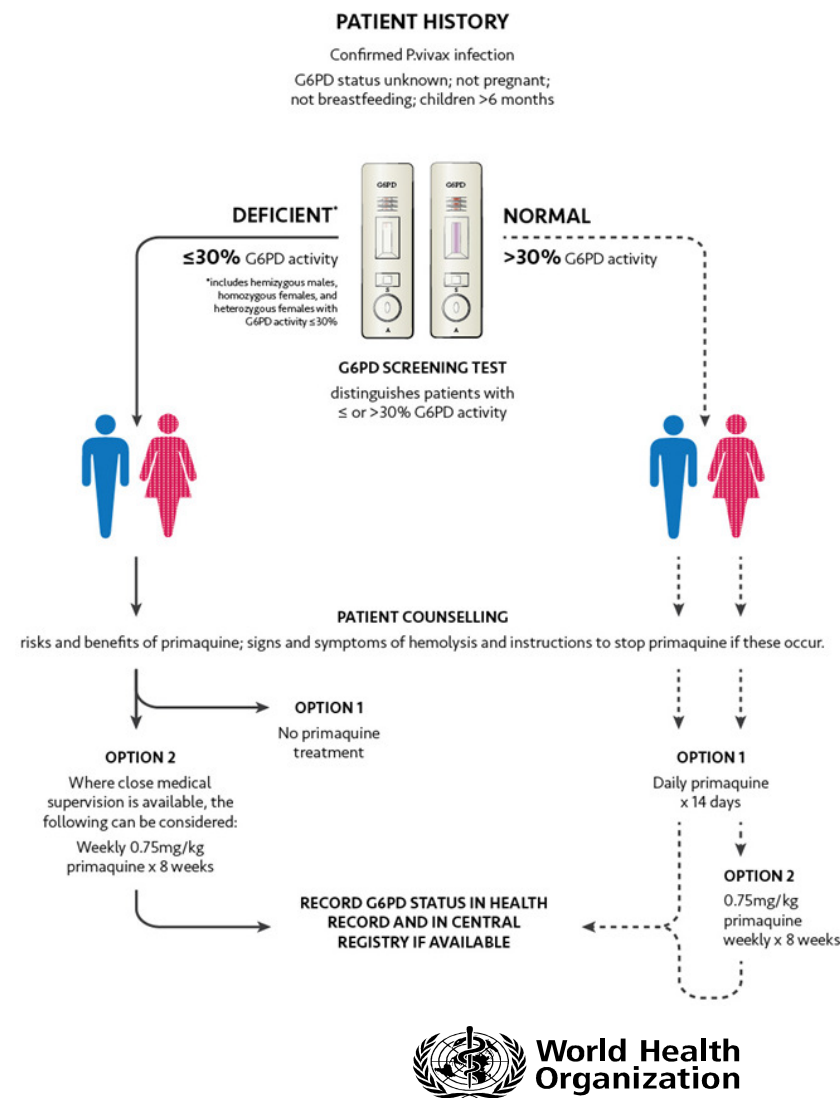 PATIENT HISTORY
Confirmed P.vivax infection
G6PD status unknown; not pregnant;
not breastfeeding; children >6 months
DEFICIENT*
≤30% G6PD activity
*includes hemizygous males,
homozygous females, and
heterozygous females with
G6PD activity ≤30%
G6PD
S
A
G6PD
S
A
NORMAL
>30% G6PD activity
G6PD SCREENING TEST
distinguishes patients with
≤ or >30% G6PD activity
PATIENT COUNSELLING
risks and benefits of primaquine; signs and symptoms of hemolysis and instructions to stop primaquine if these occur.
OPTION 1
No primaquine
treatment
OPTION 2
Where close medical
supervision is available, the
following can be considered:
Weekly 0.75mg/kg
primaquine x 8 weeks
OPTION 1
Daily primaquine
x 14 days
OPTION 2
0.75mg/kg
primaquine
weekly x 8 weeks
RECORD G6PD STATUS IN HEALTH
RECORD AND IN CENTRAL
REGISTRY IF AVAILABLE
World Health
Organization